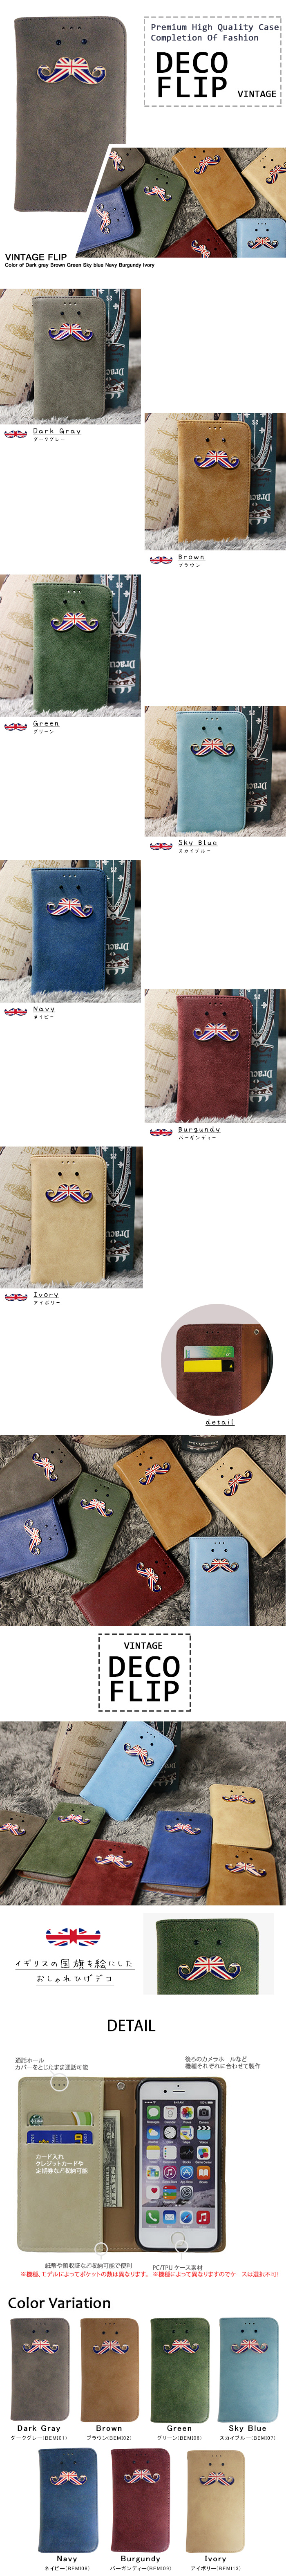 Premium High Quality Case
Completion Of Fashion
DECO
FLIP VINTAGE
VINTAGE FLIP
Color of Dark gray Brown Green Sky blue Navy Burgundy Ivory
Dark Gray
ダークグレー
Brown
ブラウン
Green
グリーン
Sky Blue
スカイブルー
Navy
ネイビー
Burgundy
バーガンディー
Ivory
アイボリー
detail
VINTAGE
DECO
FLIP
イギリスの国旗を絵にした
おしゃれひげデコ
DETAIL
通話ホール
カバーをとじたまま通話可能
後ろのカメラホールなど
機種それぞれに合わせて製作
カード入れ
クレジットカードや
定期券など収納可能
紙幣や領収証など収納可能で便利
PC/TPU ケース素材
※機種、モデルによってポケットの数は異なります。 ※機種によって異なりますのでケースは選択不可!
Color Variation
Dark Gray Brown Green Sky Blue
ダークグレー(BEMI01) ブラウン(BEMI02) グリーン(BEMI06) スカイブルー(BEMI07)
Navy Burgundy Ivory
ネイビー(BEMI08) バーガンディー(BEMI09) アイボリー(BEMI13)